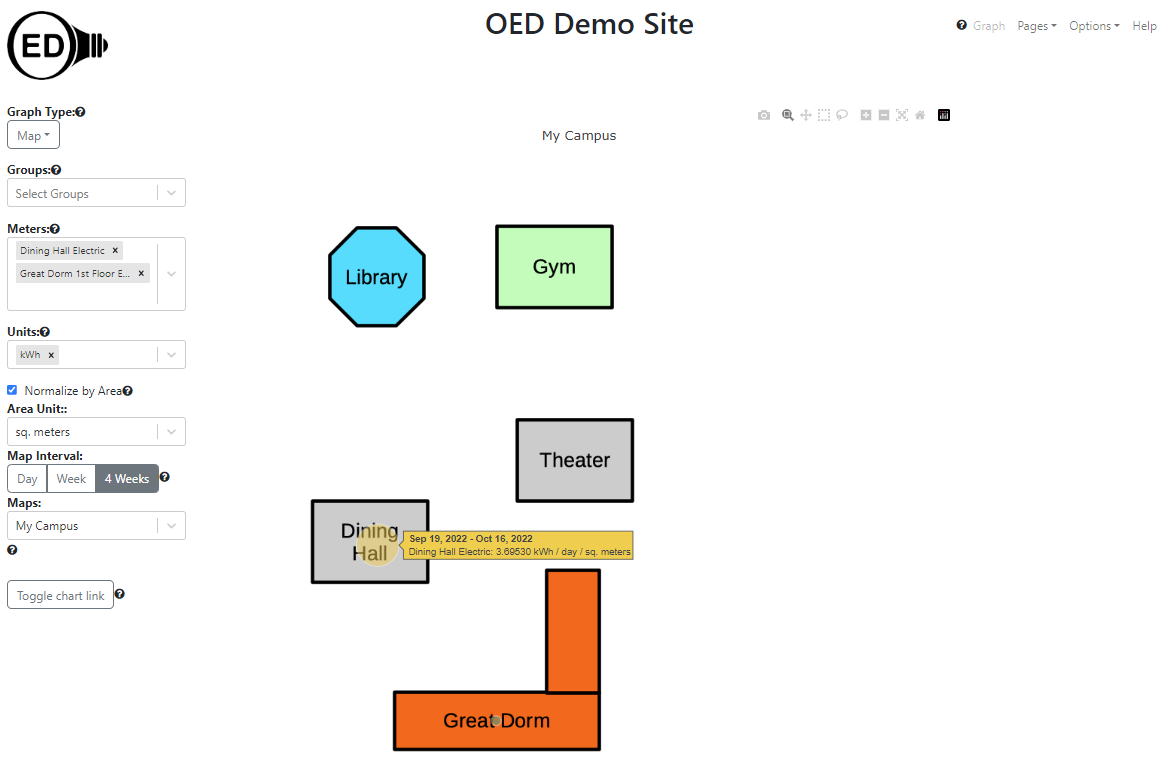 ED
OED Demo Site
Graph Pages Options Help
Graph Type:
Map
Groups:
Select Groups
Meters:
Dining Hall Electric ×
Great Dorm 1st Floor E... ×
Units:
kWh ×
Normalize by Area
Area Unit::
sq. meters
Map Interval:
Day Week 4 Weeks
Maps:
My Campus
Toggle chart link
My Campus
Library
Gym
Theater
Dining
Hall
Sep 19, 2022 - Oct 16, 2022
Dining Hall Electric: 3.69530 kWh / day / sq. meters
Great Dorm